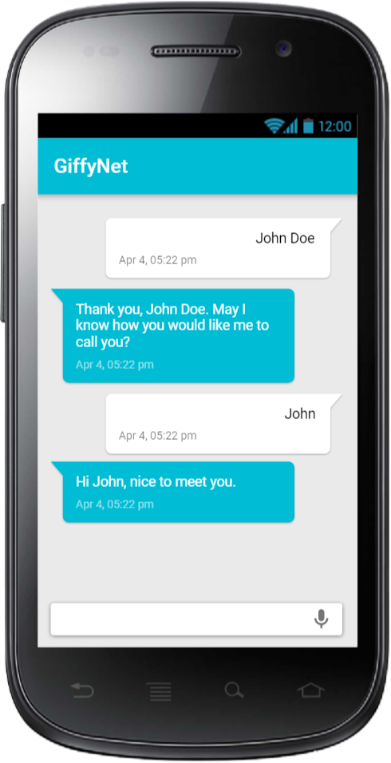 12:00
GiffyNet
John Doe
Apr 4, 05:22 pm
Thank you, John Doe. May I
know how you would like me to
call you?
Apr 4, 05:22 pm
John
Apr 4, 05:22 pm
Hi John, nice to meet you.
Apr 4, 05:22 pm